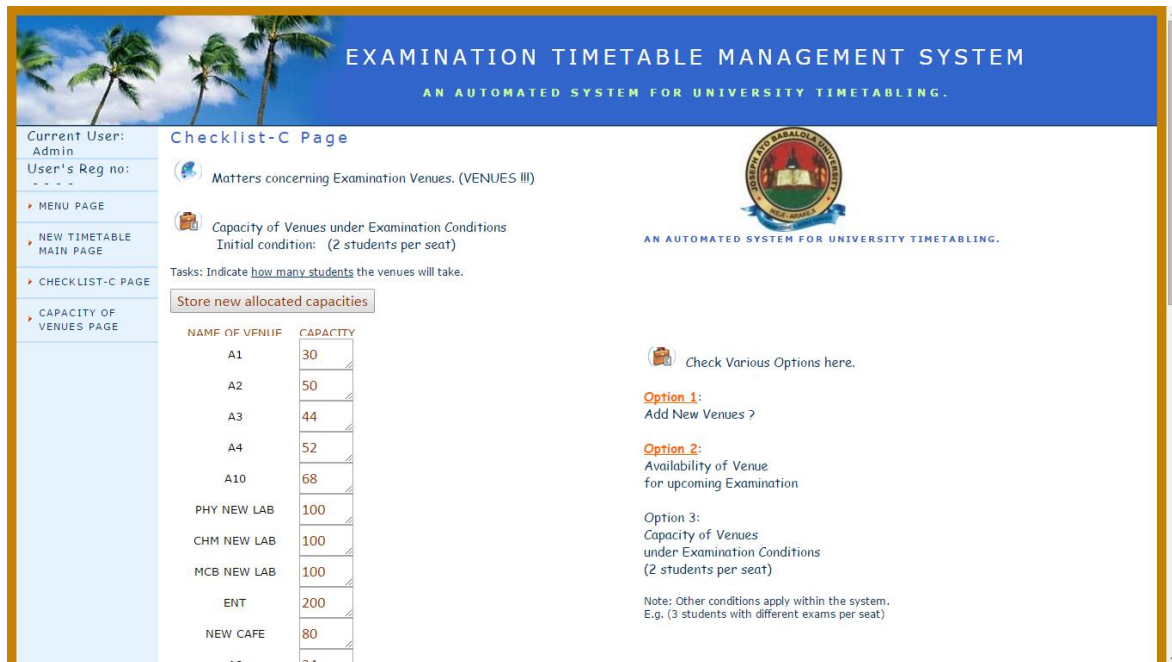 EXAMINATION TIMETABLE MANAGEMENT SYSTEM
AN AUTOMATED SYSTEM FOR UNIVERSITY TIMETABLING.
Current User:
Admin
User's Reg no:
- - - -
MENU PAGE
NEW TIMETABLE
MAIN PAGE
CHECKLIST-C PAGE
CAPACITY OF
VENUES PAGE
Checklist-C Page
Matters concerning Examination Venues. (VENUES !!!)
Capacity of Venues under Examination Conditions
Initial condition: (2 students per seat)
Tasks: Indicate how many students the venues will take.
Store new allocated capacities
NAME OF VENUE CAPACITY
A1 30
A2 50
A3 44
A4 52
A10 68
PHY NEW LAB 100
CHM NEW LAB 100
MCB NEW LAB 100
ENT 200
NEW CAFE 80
JOSEPH AYO BABALOLA UNIVERSITY
IKEJI-ARAKEJI
AN AUTOMATED SYSTEM FOR UNIVERSITY TIMETABLING.
Check Various Options here.
Option 1:
Add New Venues ?
Option 2:
Availability of Venue
for upcoming Examination
Option 3:
Capacity of Venues
under Examination Conditions
(2 students per seat)
Note: Other conditions apply within the system.
E.g. (3 students with different exams per seat)